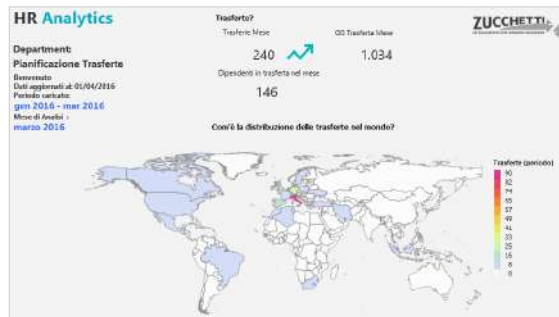 HR Analytics
Department:
Pianificazione Trasferte
Benvenuto
Dati aggiornati al: 01/04/2016
Periodo caricato:
gen 2016 - mar 2016
Mese di Analisi :
marzo 2016
Trasferto?
Trasferte Mese
GG Trasferta Mese
240
1.034
Dipendenti in trasferta nel mese
146
ZUCCHETTI
Com'è la distribuzione delle trasferte nel mondo?
Trasferte (periodo)
90
82
74
65
57
49
41
33
25
16
8
0